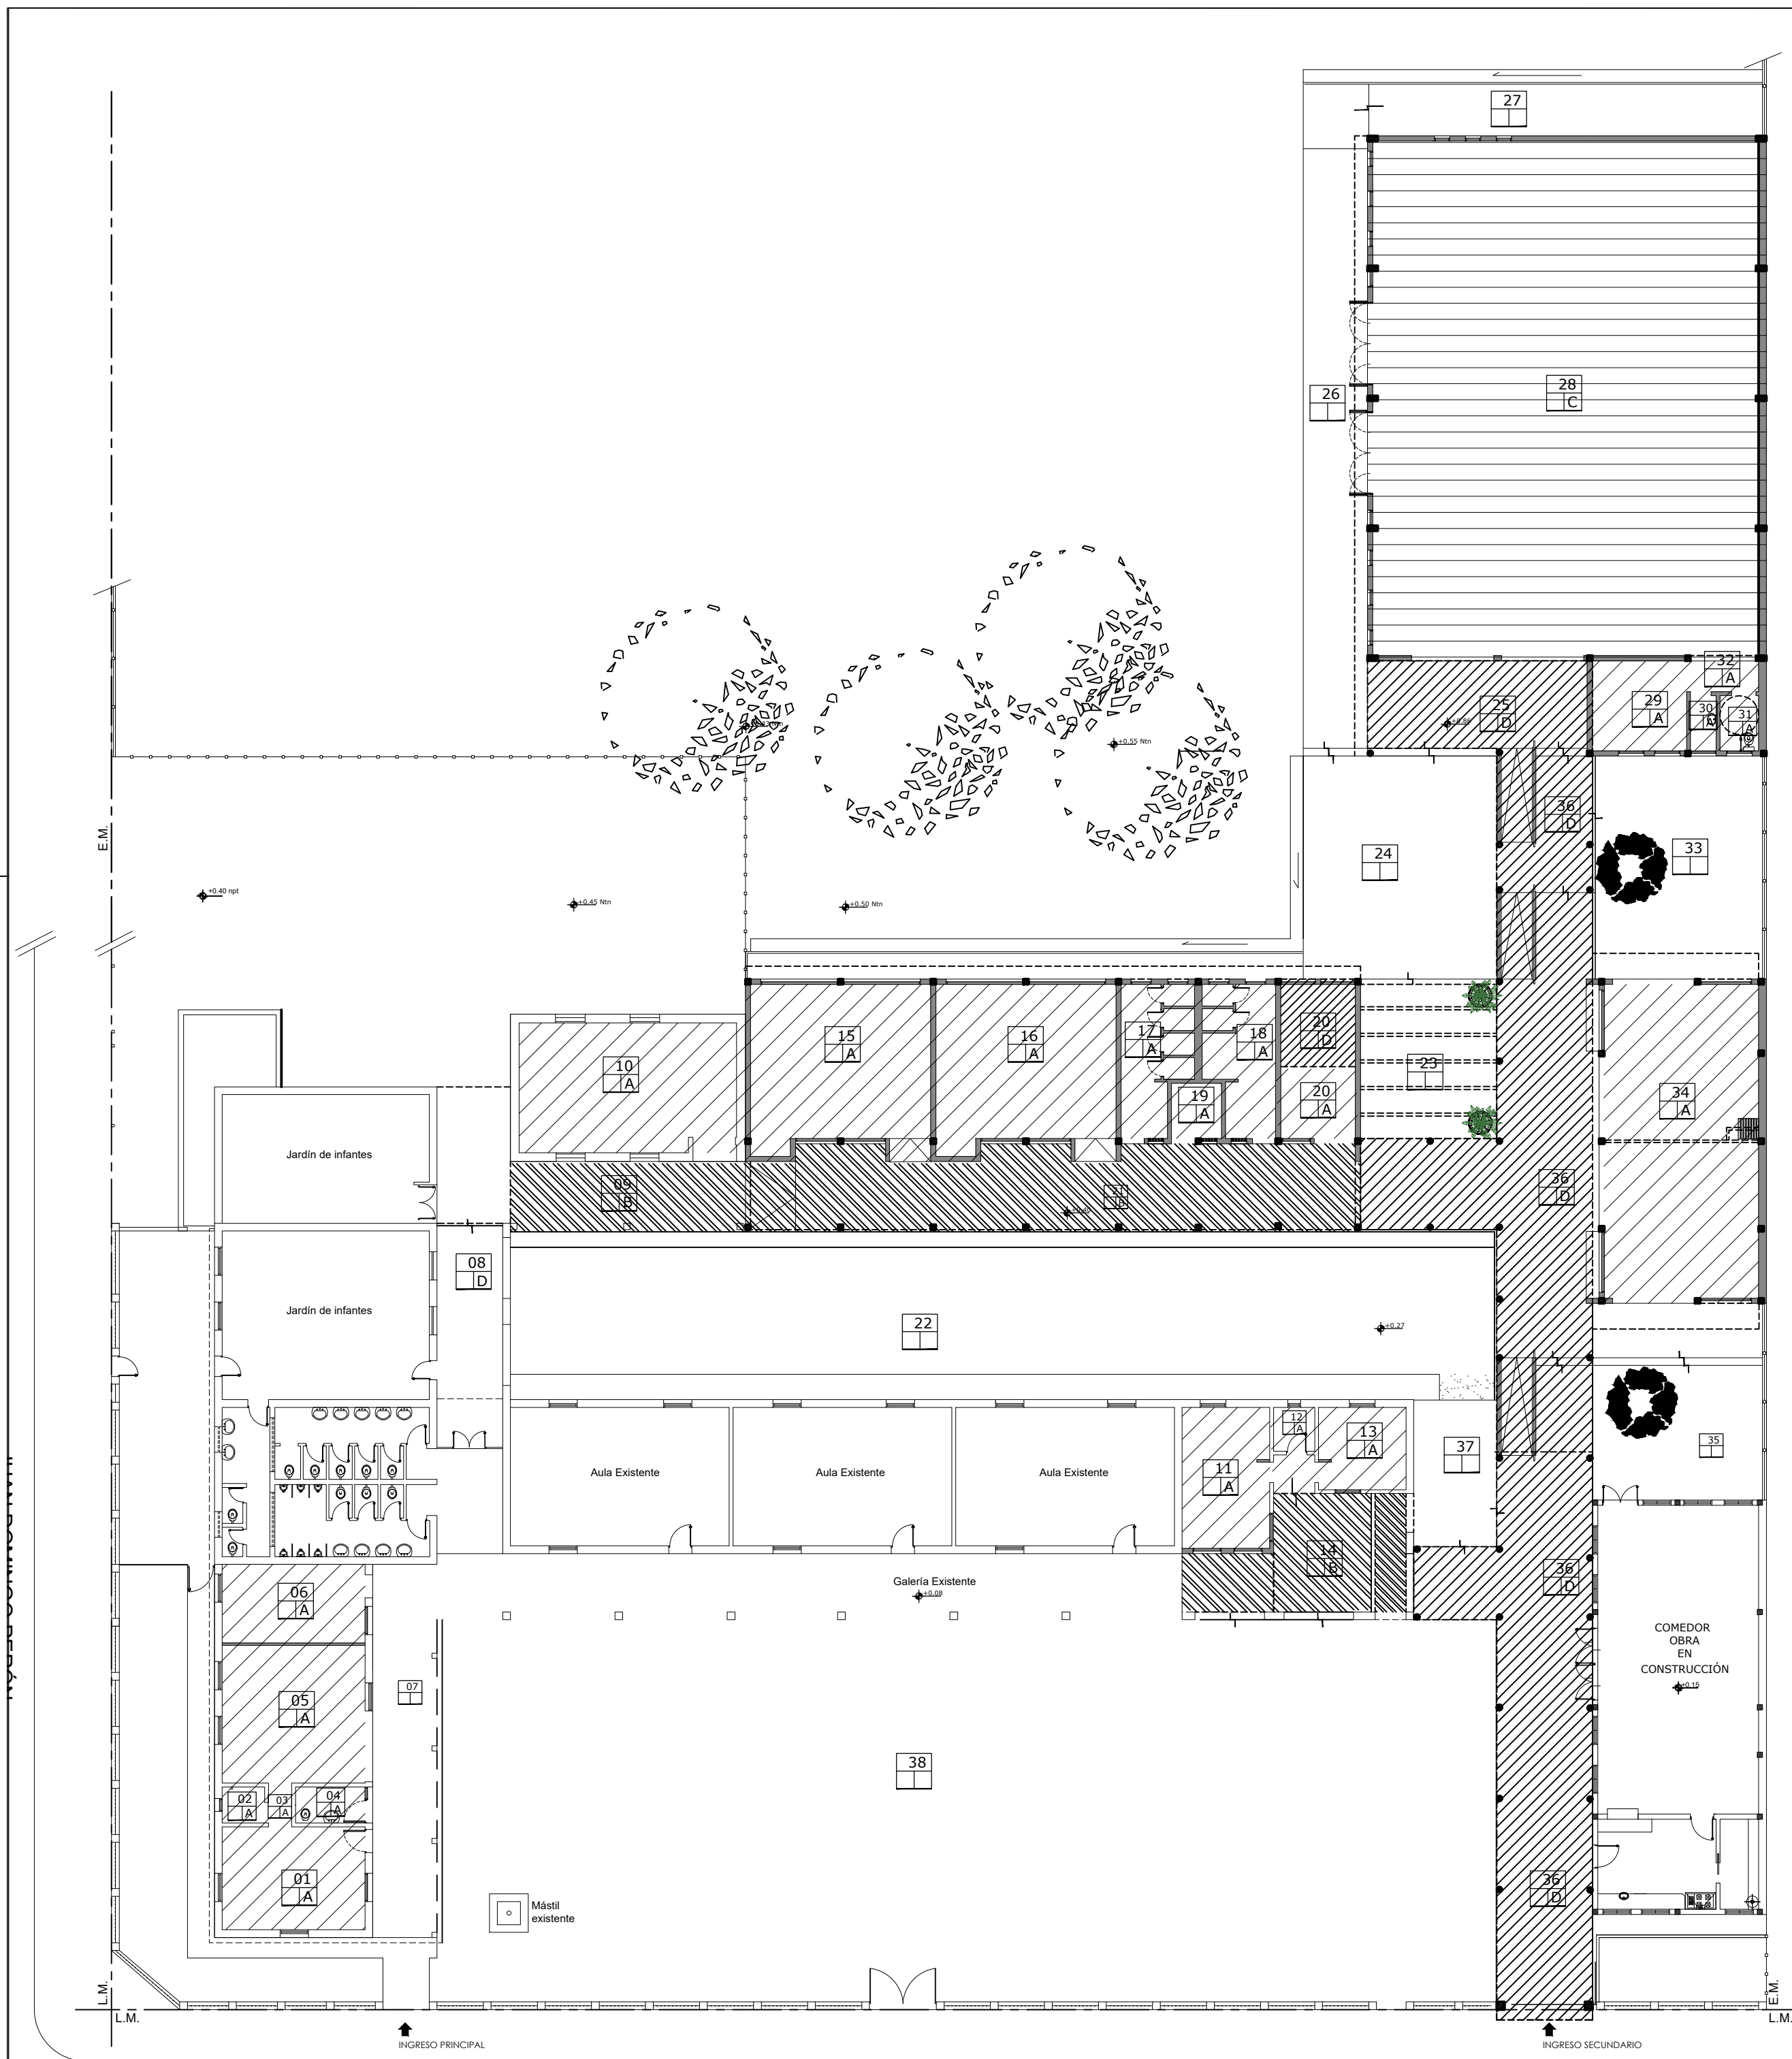 27
28
C
26
32
A
29
A
30
A
31
A
25
D
+0.55 Ntn
36
D
24
33
E.M.
+0.40 npt
+0.45 Ntn
+0.50 Ntn
15
A
16
A
17
A
18
A
20
D
23
10
A
19
A
20
A
34
A
Jardín de infantes
09
B
21
B
36
D
08
D
Jardín de infantes
22
+0.27
12
A
13
A
37
35
11
A
Aula Existente
Aula Existente
Aula Existente
14
B
36
D
Galería Existente
+0.08
06
A
COMEDOR
OBRA
EN
CONSTRUCCIÓN
+0.15
05
A
07
38
02
A
03
A
04
A
01
A
36
D
Mástil
existente
L.M.
E.M.
L.M.
L.M.
INGRESO PRINCIPAL
INGRESO SECUNDARIO